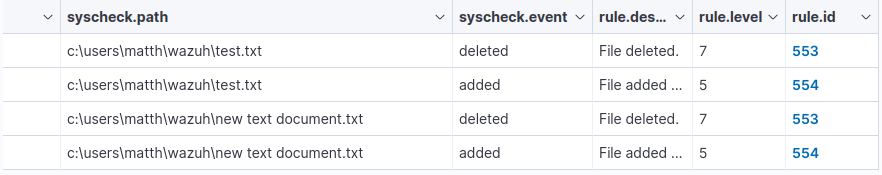 syscheck.path syscheck.event rule.des... rule.level rule.id
c:\users\matth\wazuh\test.txt deleted File deleted. 7 553
c:\users\matth\wazuh\test.txt added File added ... 5 554
c:\users\matth\wazuh\new text document.txt deleted File deleted. 7 553
c:\users\matth\wazuh\new text document.txt added File added ... 5 554